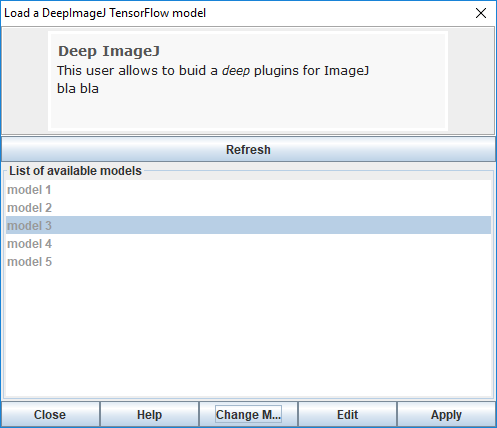 Load a DeepImageJ TensorFlow model
Deep ImageJ
This user allows to buid a deep plugins for ImageJ
bla bla
Refresh
List of available models
model 1
model 2
model 3
model 4
model 5
Close Help Change M... Edit Apply